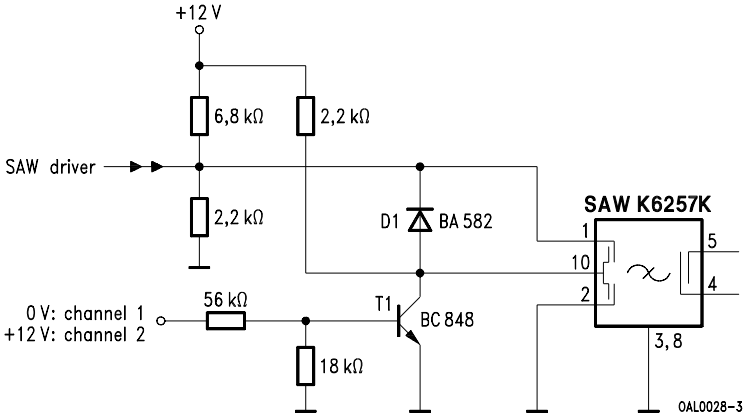 +12 V
6,8 kΩ
2,2 kΩ
SAW driver
2,2 kΩ
D1
BA 582
SAW K6257K
1
5
10
4
2
3,8
56 kΩ
0V: channel 1
+12 V: channel 2
T1
BC 848
18 kΩ
OAL0028-3